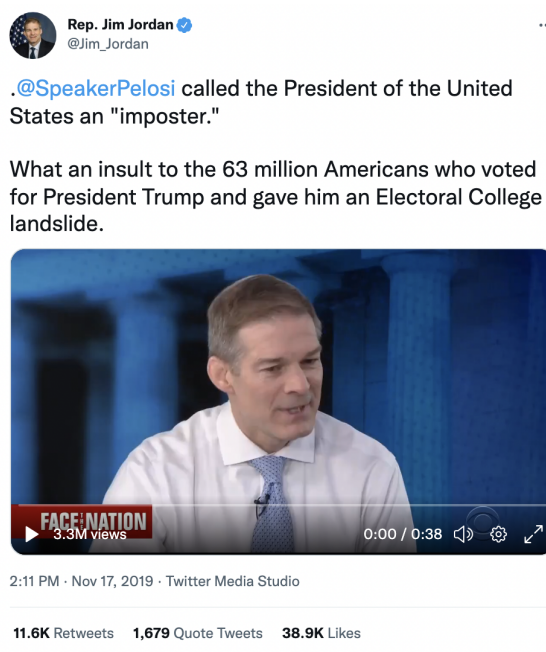 Rep. Jim Jordan
@Jim_Jordan
.@SpeakerPelosi called the President of the United
States an "imposter."
What an insult to the 63 million Americans who voted
for President Trump and gave him an Electoral College
landslide.
FACE THE NATION
3.3M views
0:00 / 0:38
2:11 PM · Nov 17, 2019 · Twitter Media Studio
11.6K Retweets 1,679 Quote Tweets 38.9K Likes